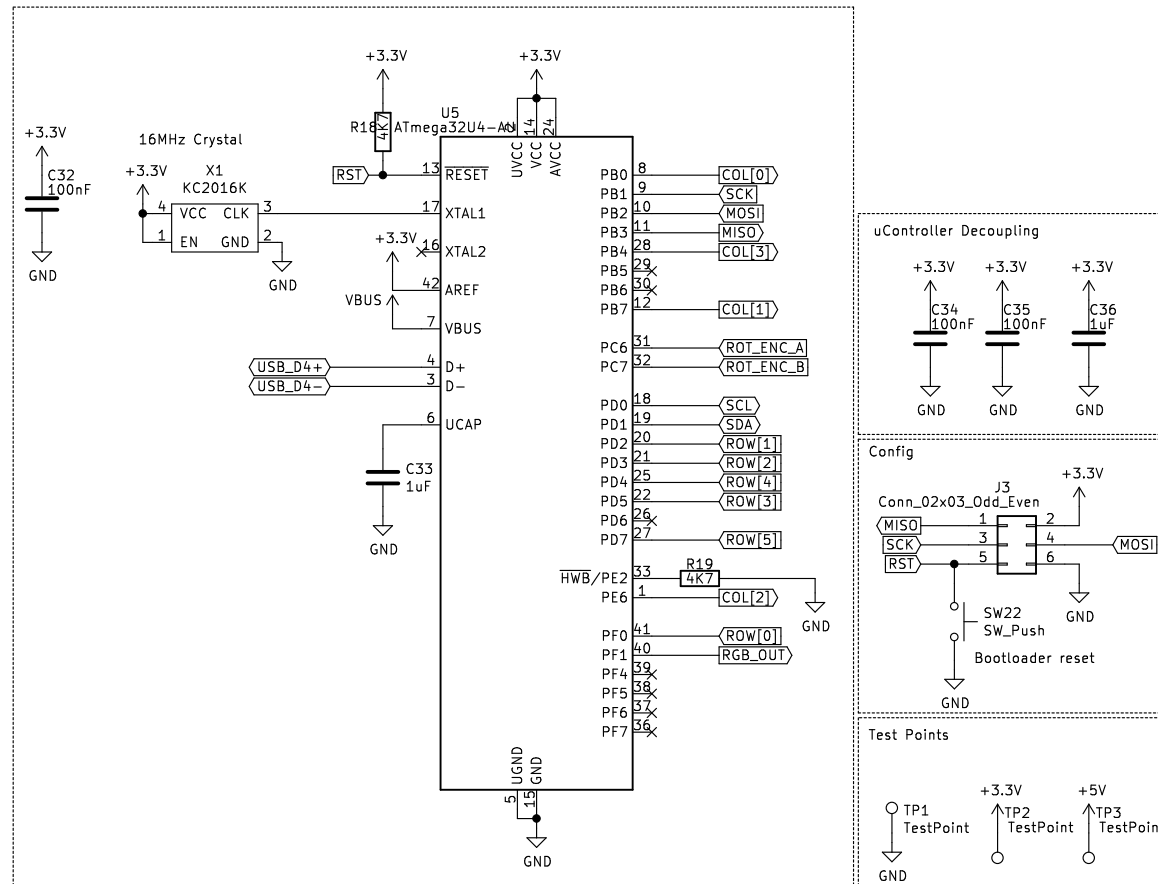 +3.3V
+3.3V
U5
R18
4K7
ATmega32U4-AU
+3.3V
C32
100nF
GND
16MHz Crystal
+3.3V
X1
KC2016K
4 VCC CLK 3
1 EN GND 2
GND
RST
13 RESET
17 XTAL1
+3.3V
16 XTAL2
42 AREF
VBUS
7 VBUS
USB_D4+ 4 D+
USB_D4- 3 D-
6 UCAP
C33
1uF
GND
UVCC
14 VCC
24 AVCC
PB0 8 COL[0]
PB1 9 SCK
PB2 10 MOSI
PB3 11 MISO
PB4 28 COL[3]
PB5 29
PB6 30
PB7 12 COL[1]
PC6 31 ROT_ENC_A
PC7 32 ROT_ENC_B
PD0 18 SCL
PD1 19 SDA
PD2 20 ROW[1]
PD3 21 ROW[2]
PD4 25 ROW[4]
PD5 22 ROW[3]
PD6 26
PD7 27 ROW[5]
HWB/PE2 33
R19
4K7
GND
PE6 1 COL[2]
PF0 41 ROW[0]
PF1 40 RGB_OUT
PF4 39
PF5 38
PF6 37
PF7 36
5 UGND
15 GND
GND
uController Decoupling
+3.3V +3.3V +3.3V
C34 C35 C36
100nF 100nF 1uF
GND GND GND
Config
+3.3V
J3
Conn_02x03_Odd_Even
MISO 1 2
SCK 3 4 MOSI
RST 5 6
GND
SW22
SW_Push
Bootloader reset
GND
Test Points
+3.3V +5V
TP1 TP2 TP3
TestPoint TestPoint TestPoin
GND